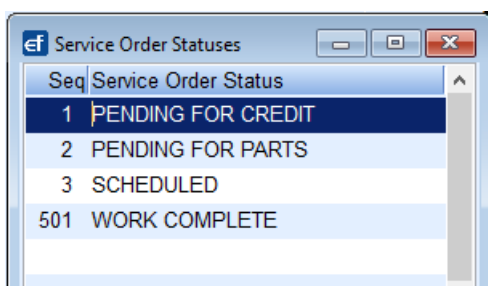 ef Service Order Statuses
Seq Service Order Status
1 PENDING FOR CREDIT
2 PENDING FOR PARTS
3 SCHEDULED
501 WORK COMPLETE